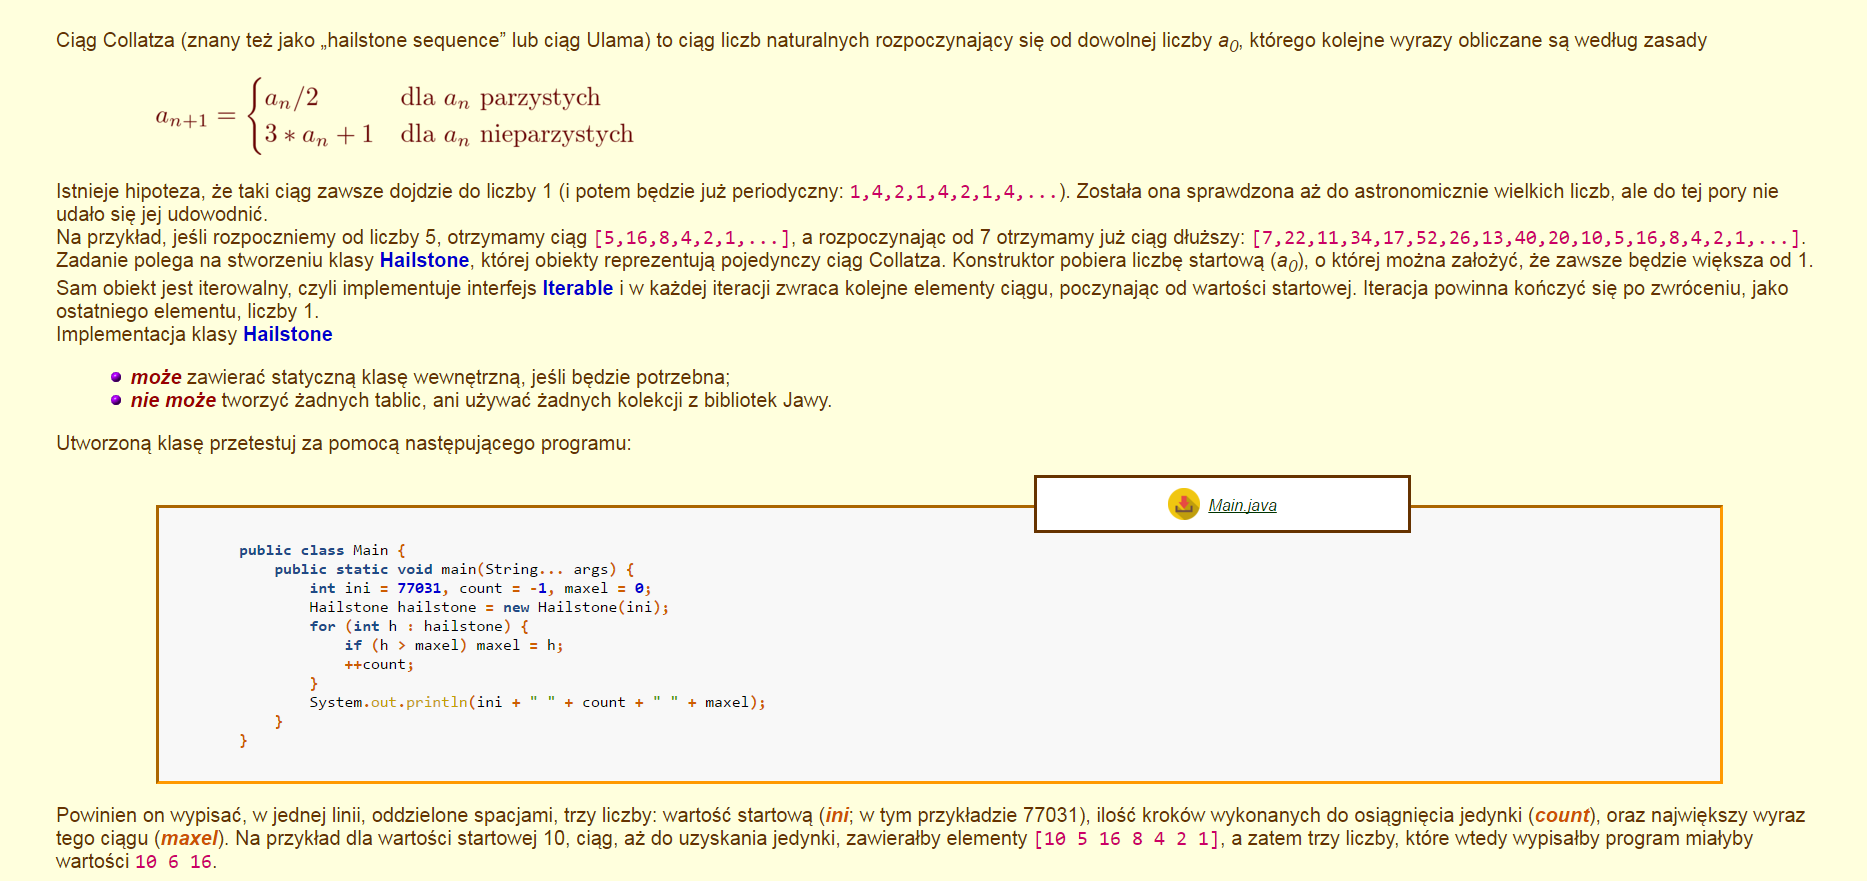 Ciąg Collatza (znany też jako „hailstone sequence” lub ciąg Ulama) to ciąg liczb naturalnych rozpoczynający się od dowolnej liczby a0, którego kolejne wyrazy obliczane są według zasady
an+1 = { an/2 dla an parzystych
3 ∗ an + 1 dla an nieparzystych
Istnieje hipoteza, że taki ciąg zawsze dojdzie do liczby 1 (i potem będzie już periodyczny: 1,4,2,1,4,2,1,4,...). Została ona sprawdzona aż do astronomicznie wielkich liczb, ale do tej pory nie
udało się jej udowodnić.
Na przykład, jeśli rozpoczniemy od liczby 5, otrzymamy ciąg [5,16,8,4,2,1,...], a rozpoczynając od 7 otrzymamy już ciąg dłuższy: [7,22,11,34,17,52,26,13,40,20,10,5,16,8,4,2,1,...].
Zadanie polega na stworzeniu klasy Hailstone, której obiekty reprezentują pojedynczy ciąg Collatza. Konstruktor pobiera liczbę startową (a0), o której można założyć, że zawsze będzie większa od 1.
Sam obiekt jest iterowalny, czyli implementuje interfejs Iterable i w każdej iteracji zwraca kolejne elementy ciągu, poczynając od wartości startowej. Iteracja powinna kończyć się po zwróceniu, jako
ostatniego elementu, liczby 1.
Implementacja klasy Hailstone
może zawierać statyczną klasę wewnętrzną, jeśli będzie potrzebna;
nie może tworzyć żadnych tablic, ani używać żadnych kolekcji z bibliotek Jawy.
Utworzoną klasę przetestuj za pomocą następującego programu:
Main.java
public class Main {
    public static void main(String... args) {
        int ini = 77031, count = -1, maxel = 0;
        Hailstone hailstone = new Hailstone(ini);
        for (int h : hailstone) {
            if (h > maxel) maxel = h;
            ++count;
        }
        System.out.println(ini + " " + count + " " + maxel);
    }
}
Powinien on wypisać, w jednej linii, oddzielone spacjami, trzy liczby: wartość startową (ini; w tym przykładzie 77031), ilość kroków wykonanych do osiągnięcia jedynki (count), oraz największy wyraz
tego ciągu (maxel). Na przykład dla wartości startowej 10, ciąg, aż do uzyskania jedynki, zawierałby elementy [10 5 16 8 4 2 1], a zatem trzy liczby, które wtedy wypisałby program miałyby
wartości 10 6 16.